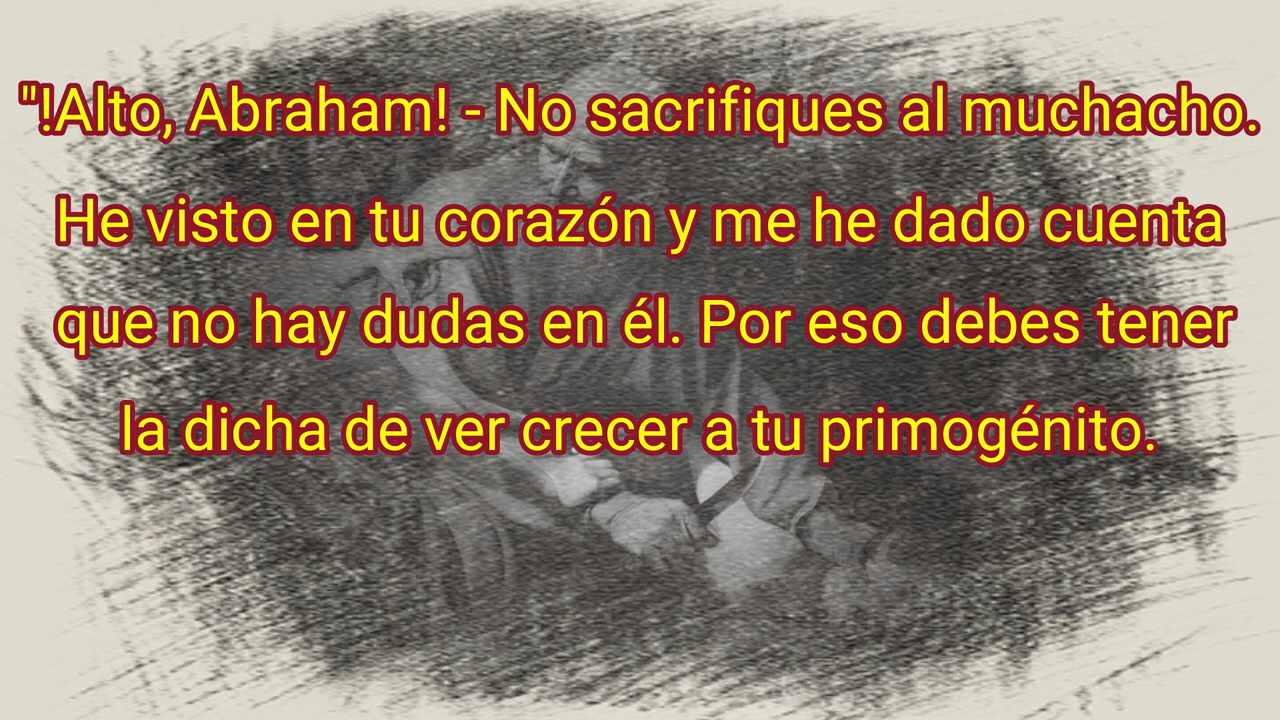 "!Alto, Abraham! - No sacrifiques al muchacho.
He visto en tu corazón y me he dado cuenta
que no hay dudas en él. Por eso debes tener
la dicha de ver crecer a tu primogénito.